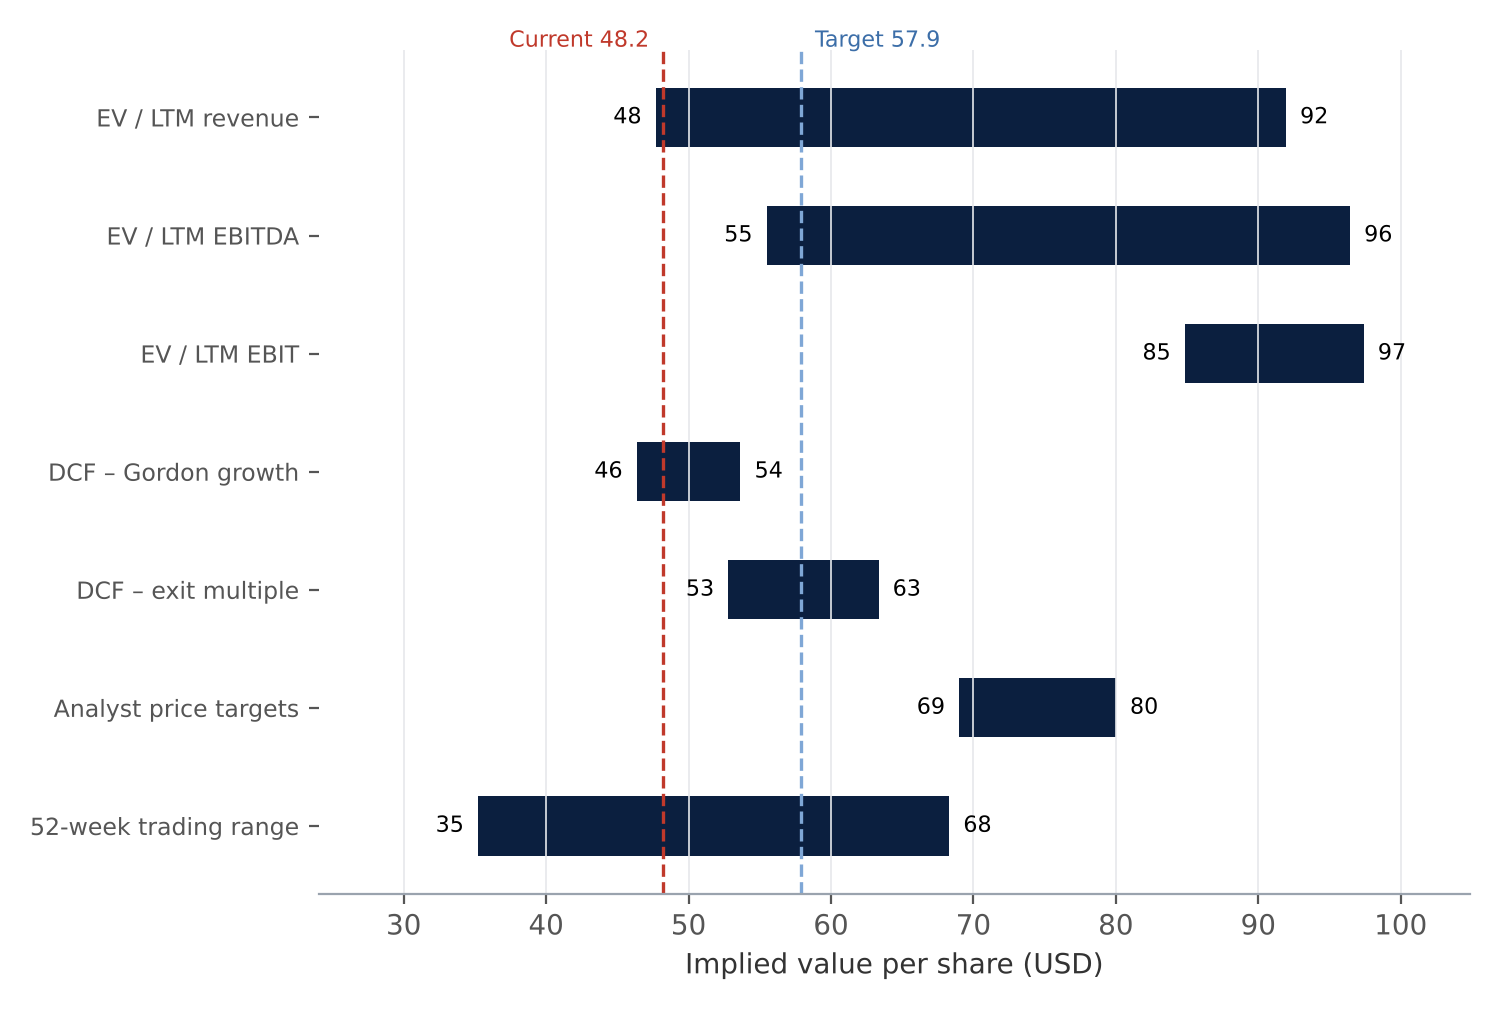 Current 48.2
Target 57.9
EV / LTM revenue
48
92
EV / LTM EBITDA
55
96
EV / LTM EBIT
85
97
DCF – Gordon growth
46
54
DCF – exit multiple
53
63
Analyst price targets
69
80
52-week trading range
35
68
30
40
50
60
70
80
90
100
Implied value per share (USD)